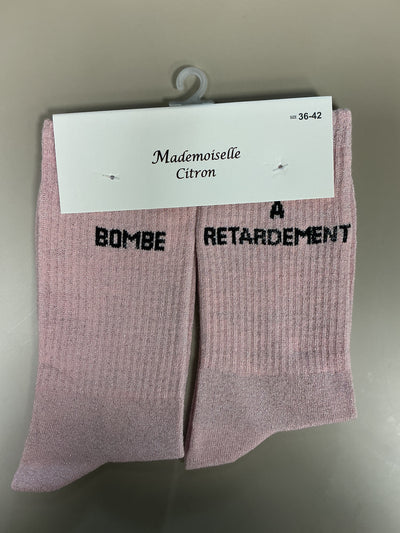 SIZE 36-42
Mademoiselle
Citron
BOMBE
À
RETARDEMENT